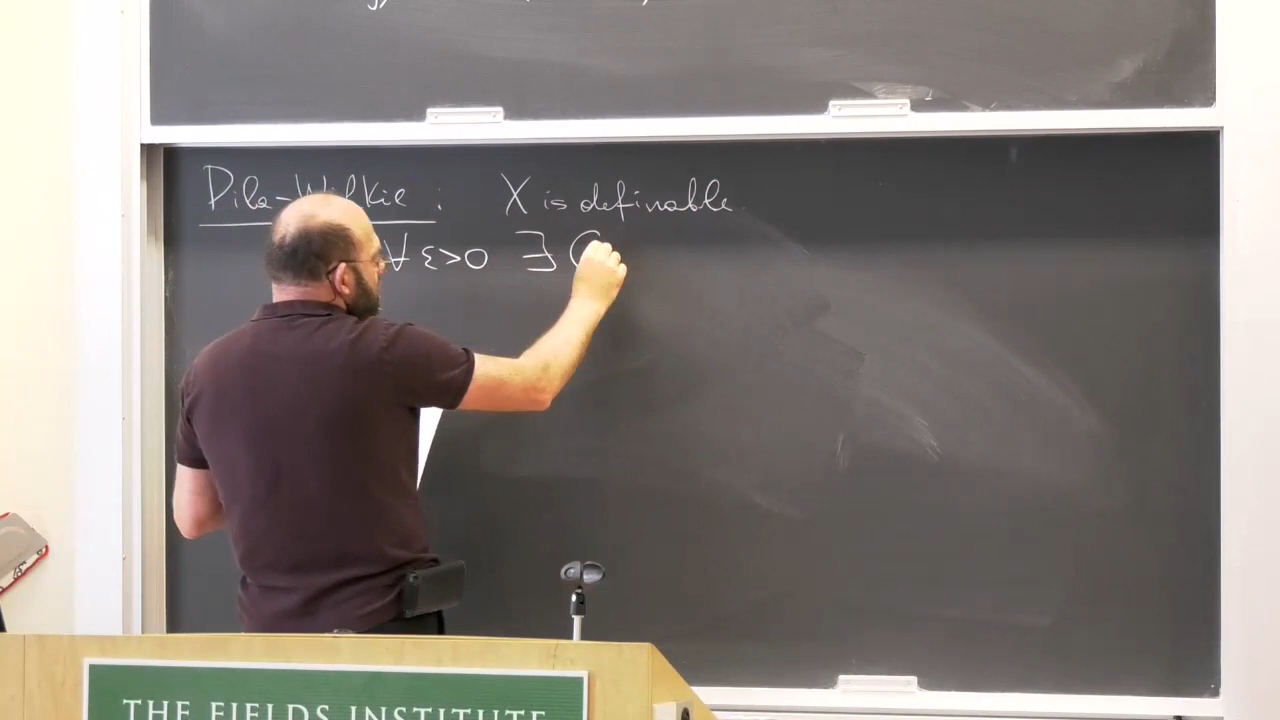 Pila-Wilkie : X is definable.
∀ ε>0 ∃ C
THE FIELDS INSTITUTE